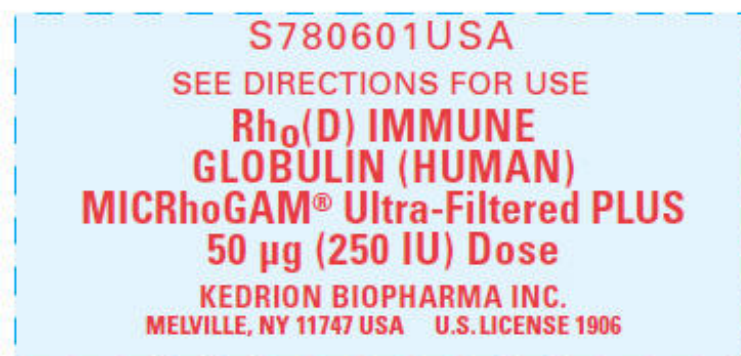 S780601USA
SEE DIRECTIONS FOR USE
Rho(D) IMMUNE
GLOBULIN (HUMAN)
MICRhoGAM® Ultra-Filtered PLUS
50 µg (250 IU) Dose
KEDRION BIOPHARMA INC.
MELVILLE, NY 11747 USA U.S. LICENSE 1906